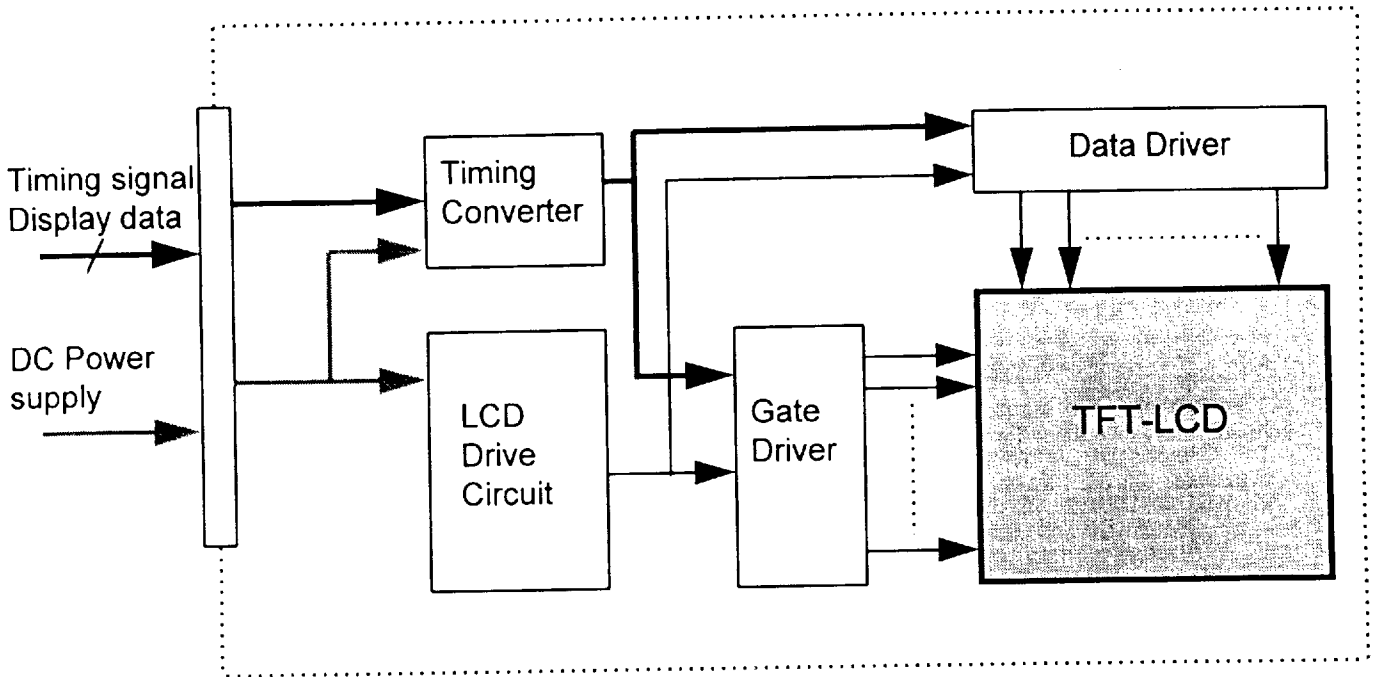 Timing signal
Display data
DC Power
supply
Timing
Converter
LCD
Drive
Circuit
Gate
Driver
Data Driver
TFT-LCD